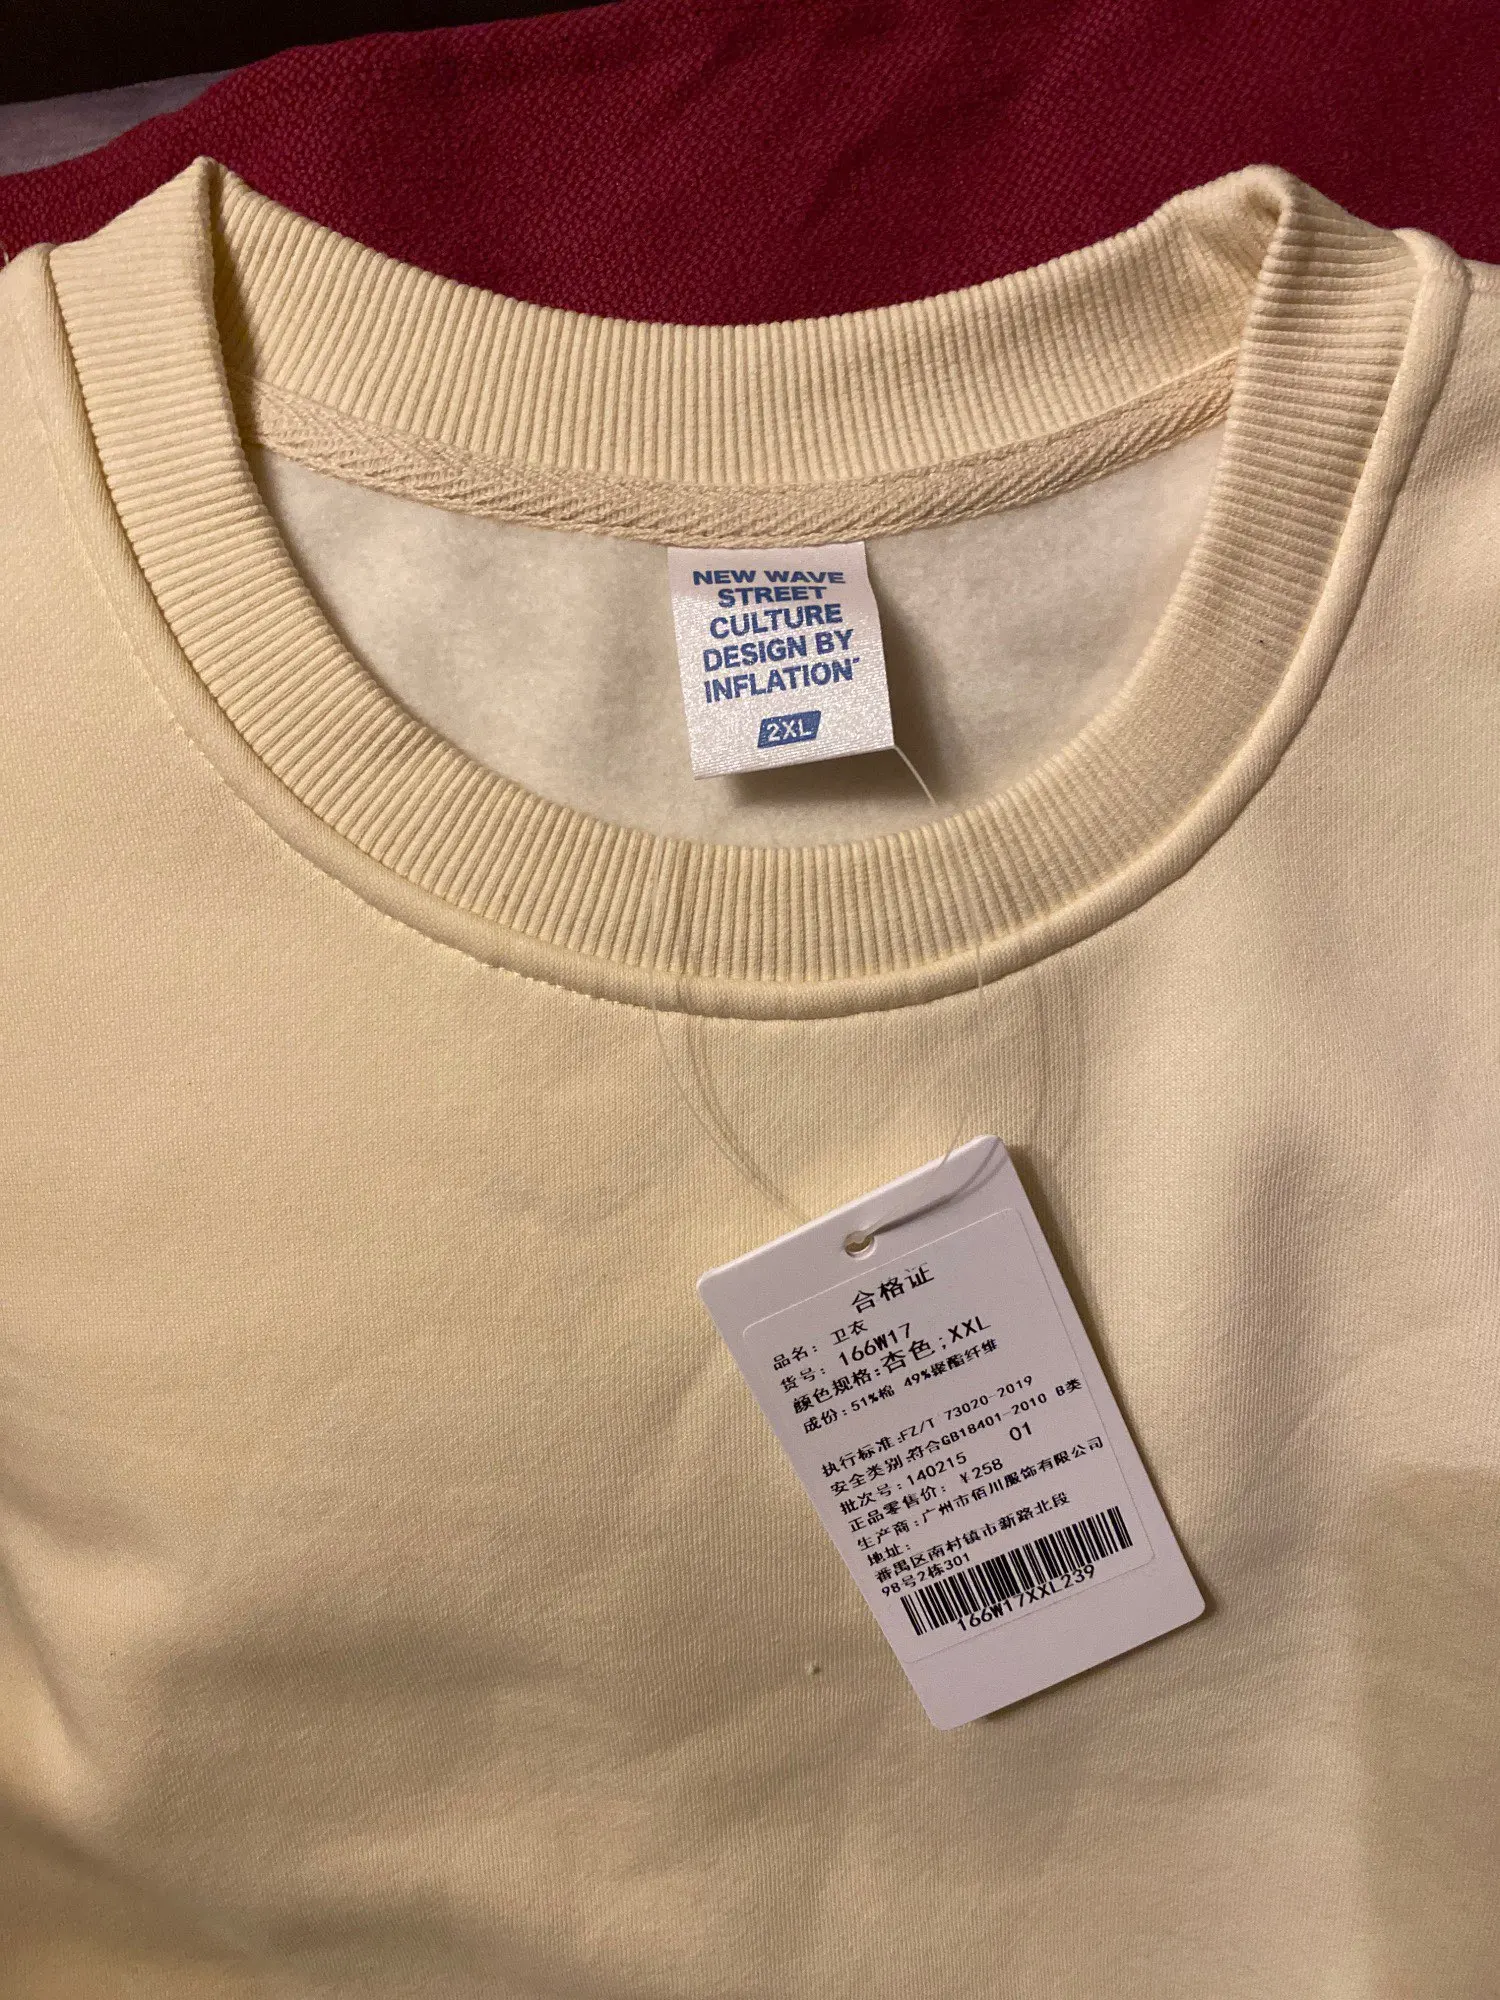 NEW WAVE
STREET
CULTURE
DESIGN BY
INFLATION
2XL
合格证
品名: 卫衣
货号: 166W17
颜色规格:杏色;XXL
成份:51%棉 49%聚酯纤维
执行标准:FZ/T 73020-2019
安全类别:符合GB18401-2010 B类
批次号:140215 01
正品零售价: ¥258
生产商:广州市佰川服饰有限公司
地址:
番禺区南村镇市新路北段
98号2栋301
166W17XXL239